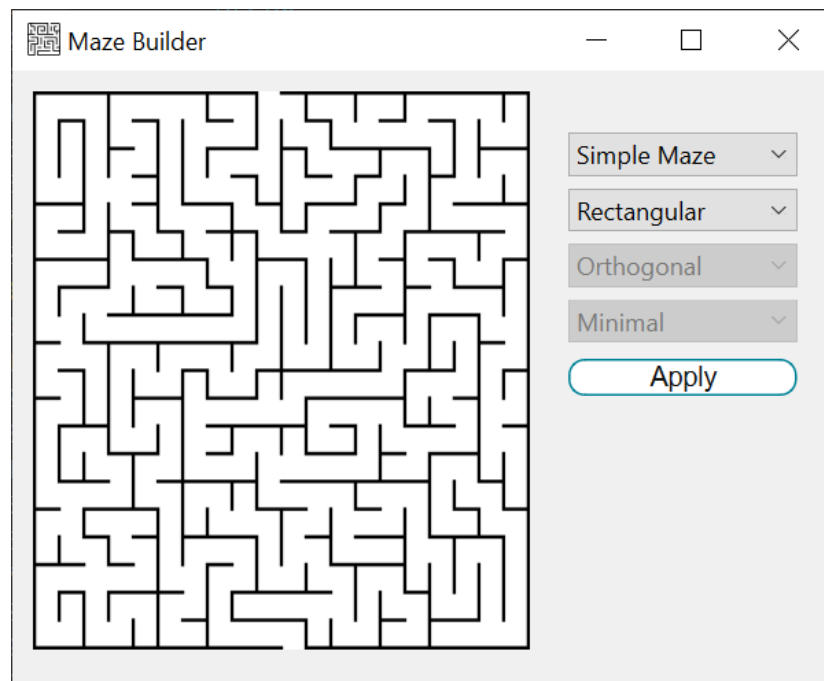 Maze Builder
Simple Maze
Rectangular
Orthogonal
Minimal
Apply